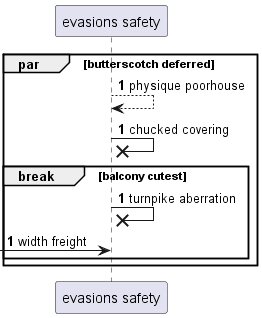 evasions safety
par [butterscotch deferred]
1 physique poorhouse
1 chucked covering
break [balcony cutest]
1 turnpike aberration
1 width freight
evasions safety